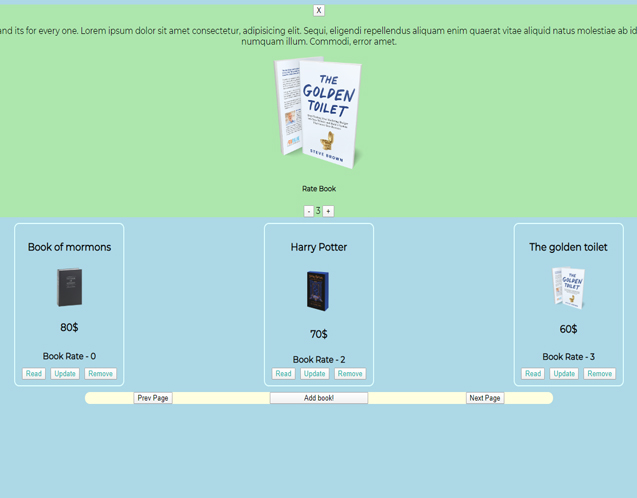 X
and its for every one. Lorem ipsum dolor sit amet consectetur, adipisicing elit. Sequi, eligendi repellendus aliquam enim quaerat vitae aliquid natus molestiae ab id
numquam illum. Commodi, error amet.
THE
GOLDEN
TOILET
STEVE BROWN
Rate Book
- 3 +
Book of mormons
Harry Potter
The golden toilet
THE
GOLDEN
TOILET
80$
70$
60$
Book Rate - 0
Book Rate - 2
Book Rate - 3
Read Update Remove
Read Update Remove
Read Update Remove
Prev Page
Add book!
Next Page